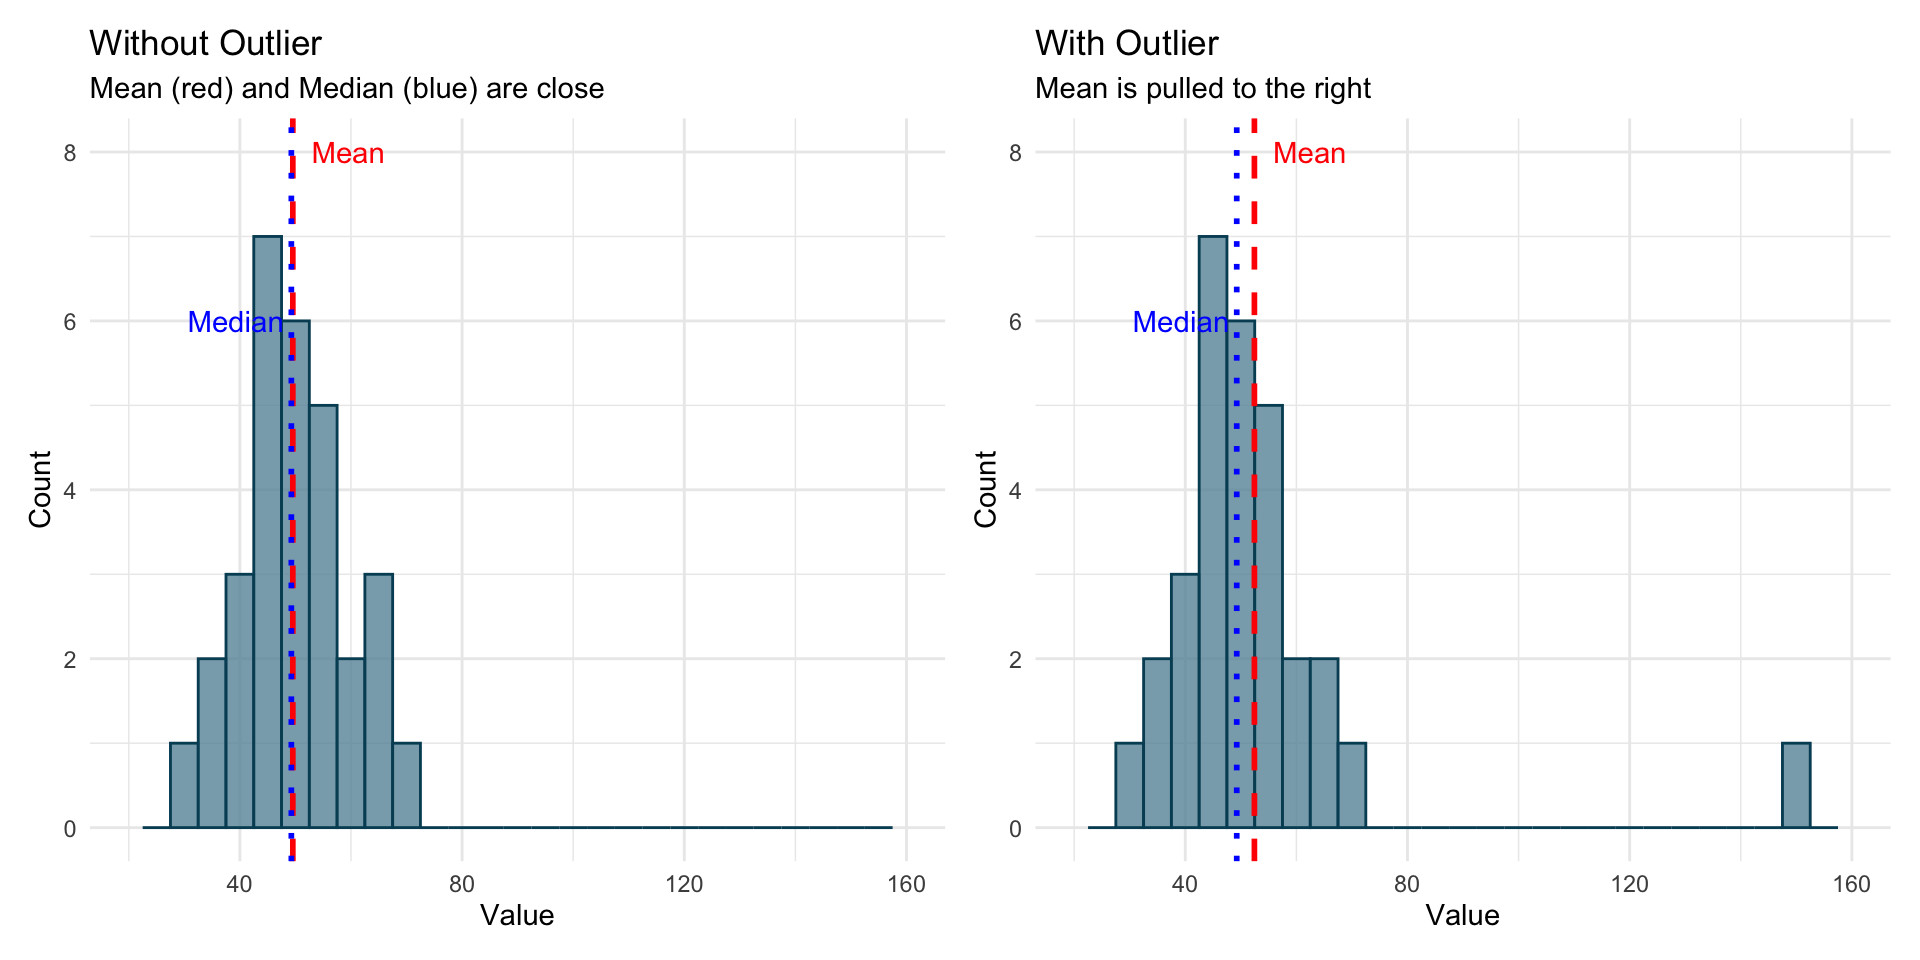 Without Outlier
Mean (red) and Median (blue) are close
8
6
4
2
0
Count
Mean
Median
40 80 120 160
Value
With Outlier
Mean is pulled to the right
8
6
4
2
0
Count
Mean
Median
40 80 120 160
Value